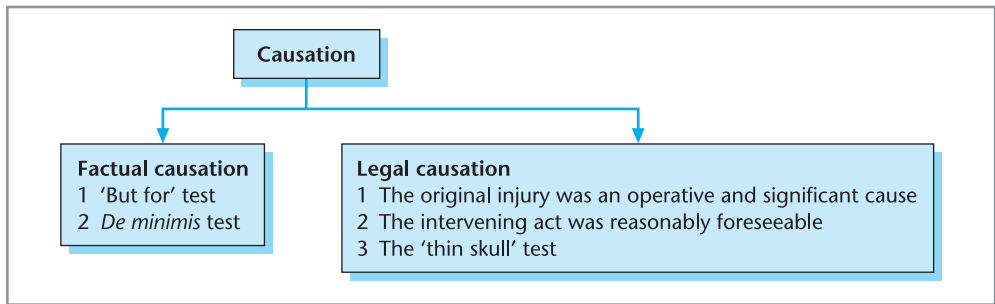 Causation
Factual causation
1 ‘But for’ test
2 De minimis test
Legal causation
1 The original injury was an operative and significant cause
2 The intervening act was reasonably foreseeable
3 The ‘thin skull’ test